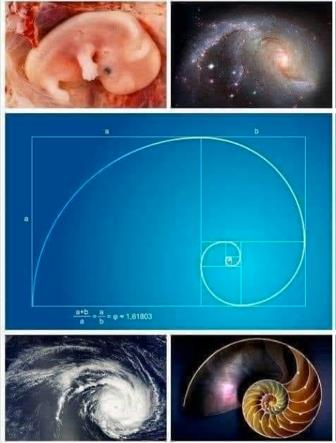 a b
a
a+b/a = a/b = φ ≈ 1,61803